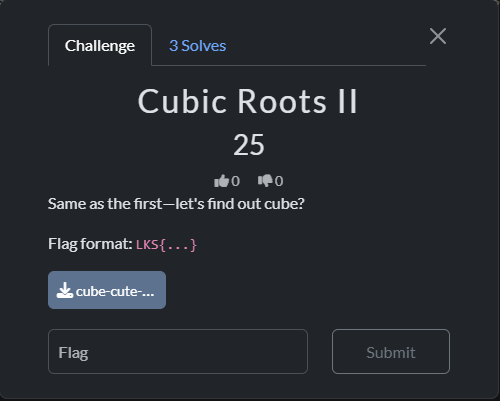 Challenge
3 Solves
Cubic Roots II
25
0 0
Same as the first—let's find out cube?
Flag format: LKS{...}
cube-cute-...
Flag
Submit